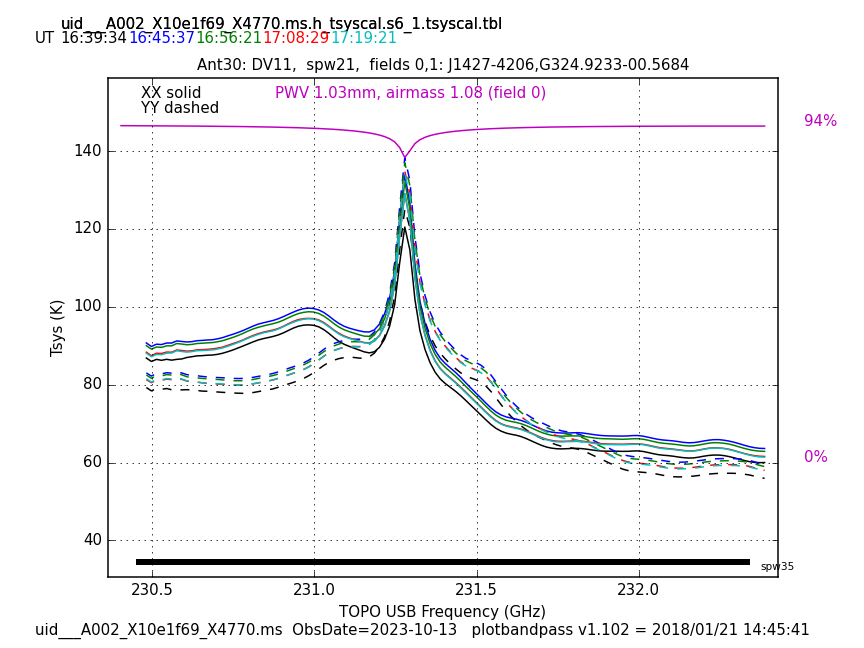 uid___A002_X10e1f69_X4770.ms.h_tsyscal.s6_1.tsyscal.tbl
UT 16:39:34 16:45:37 16:56:21 17:08:29 17:19:21
Ant30: DV11,  spw21,  fields 0,1: J1427-4206,G324.9233-00.5684
XX solid
PWV 1.03mm, airmass 1.08 (field 0)
YY dashed
94%
140
120
100
80
60
40
Tsys (K)
0%
spw35
230.5 231.0 231.5 232.0
TOPO USB Frequency (GHz)
uid___A002_X10e1f69_X4770.ms  ObsDate=2023-10-13   plotbandpass v1.102 = 2018/01/21 14:45:41